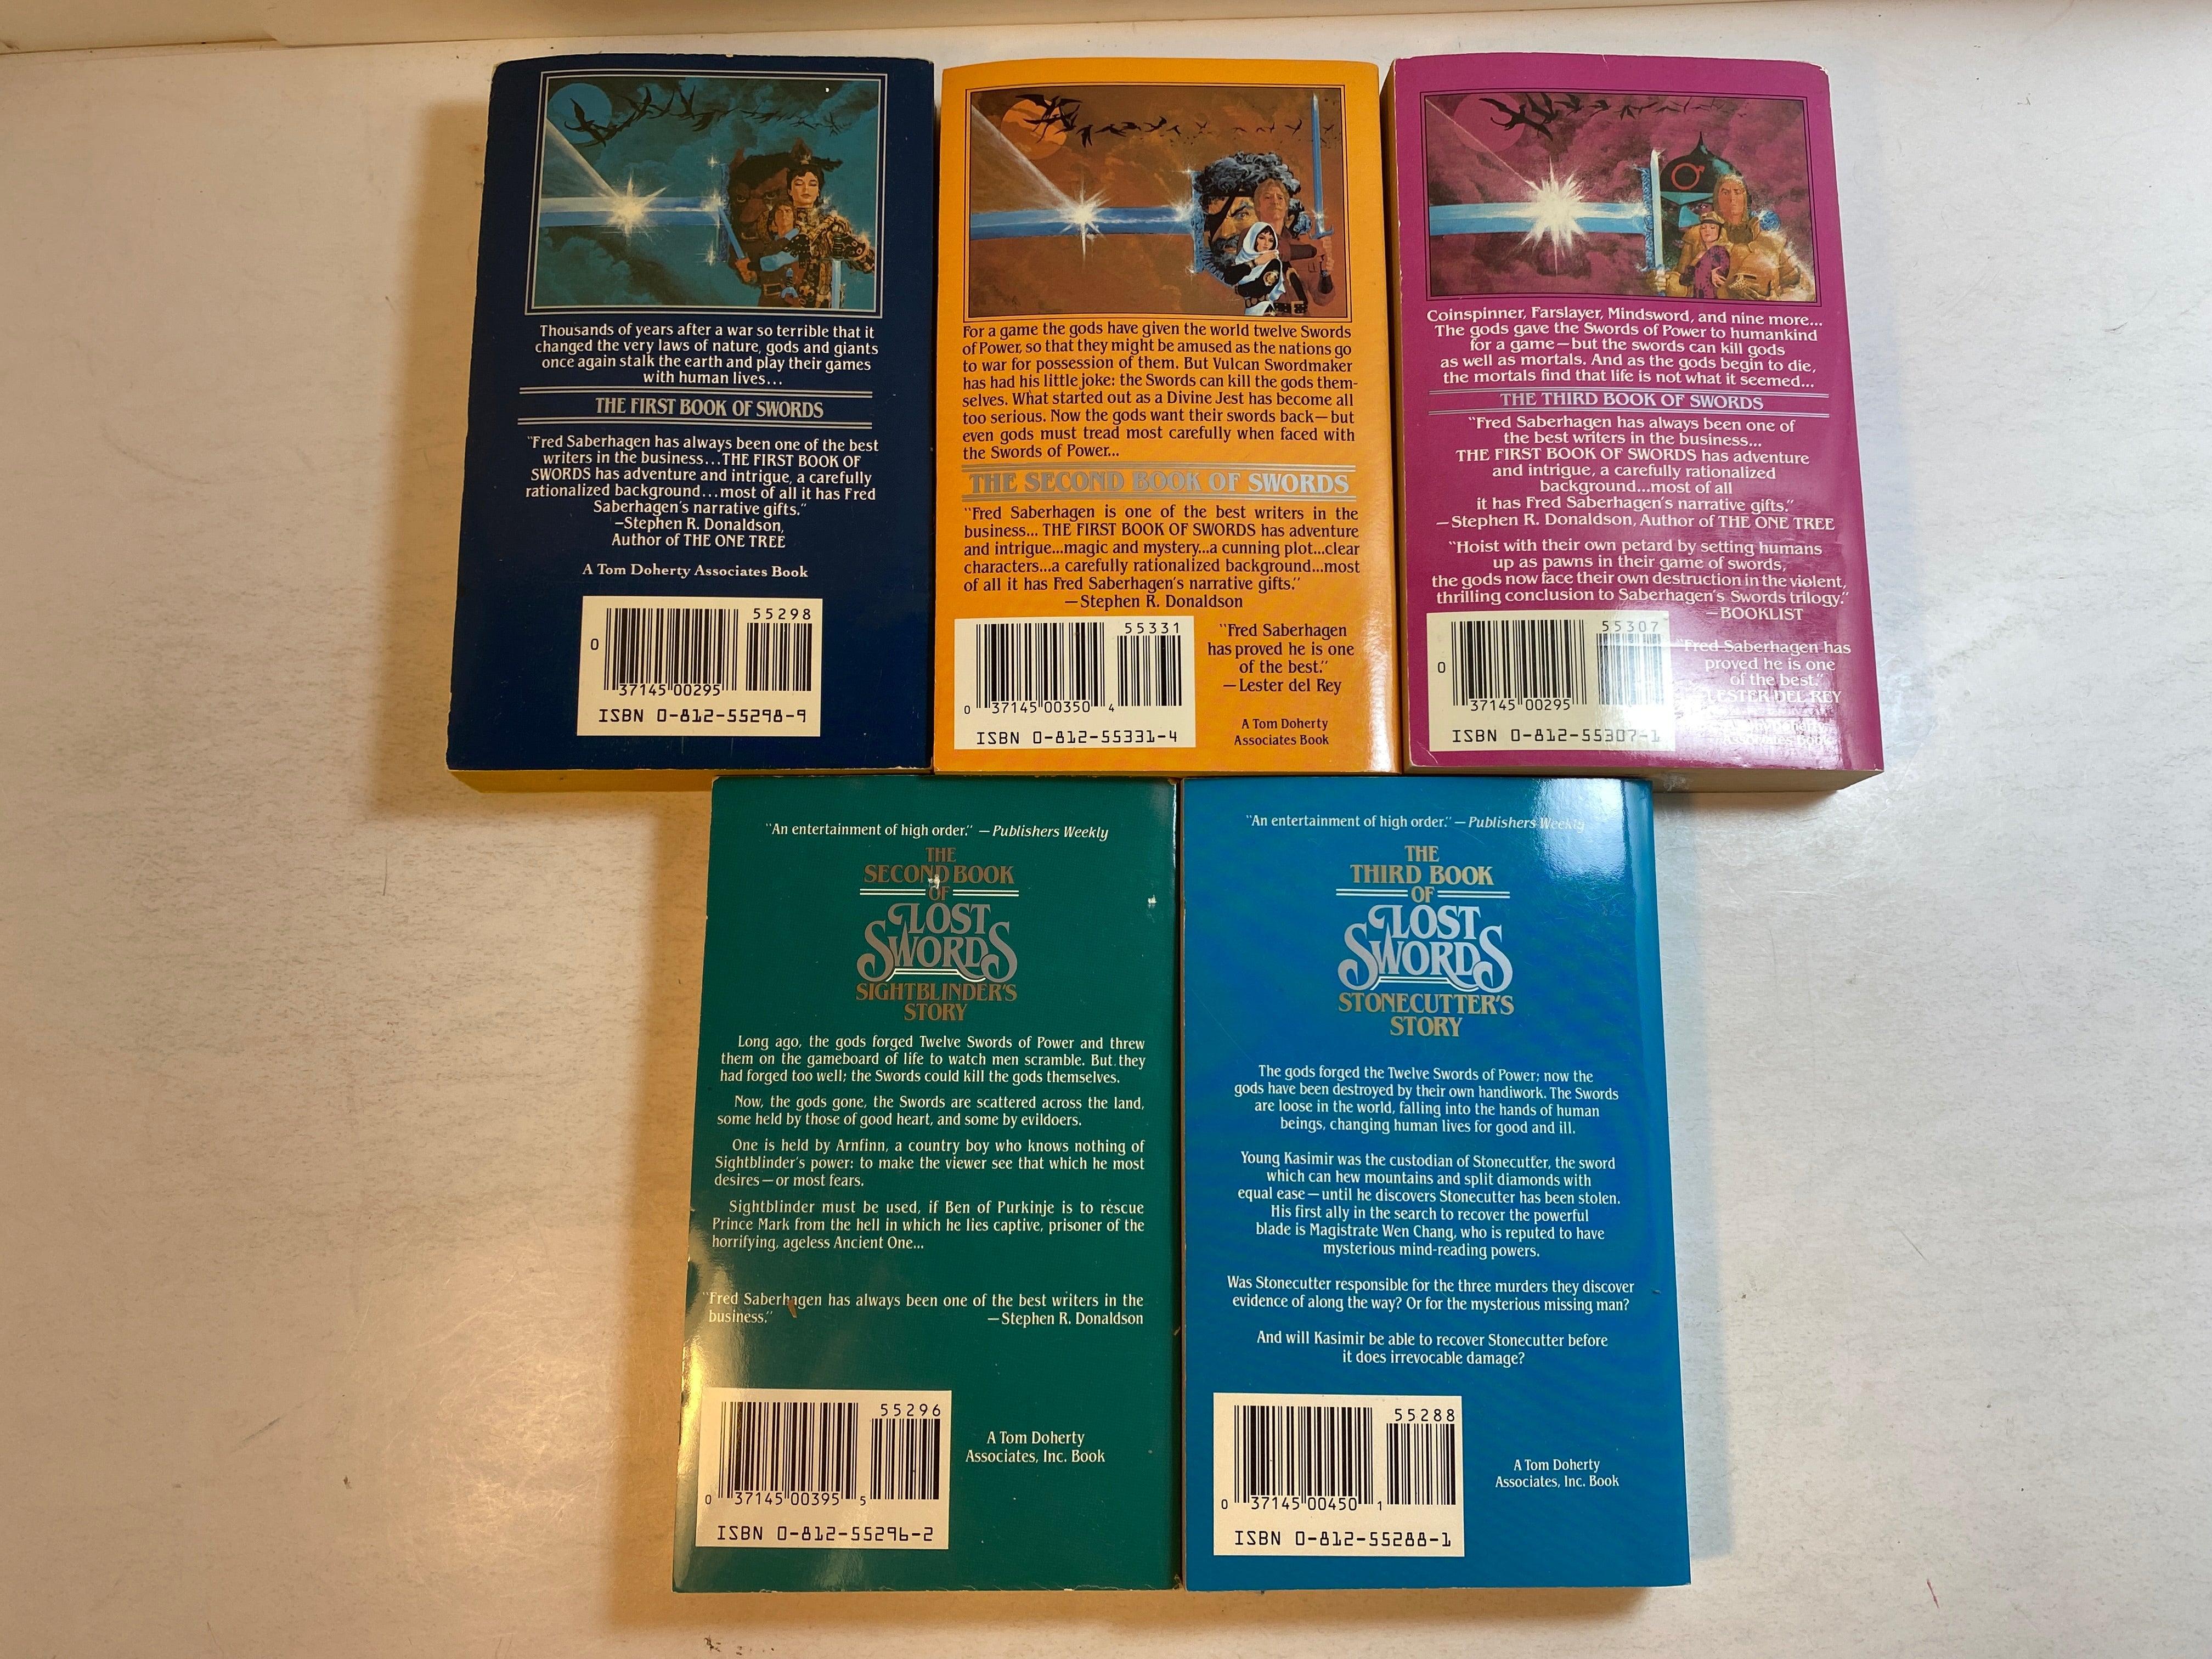 Thousands of years after a war so terrible that it
changed the very laws of nature, gods and giants
once again stalk the earth and play their games
with human lives...
THE FIRST BOOK OF SWORDS
"Fred Saberhagen has always been one of the best
writers in the business...THE FIRST BOOK OF
SWORDS has adventure and intrigue, a carefully
rationalized background...most of all it has Fred
Saberhagen's narrative gifts."
—Stephen R. Donaldson,
Author of THE ONE TREE
A Tom Doherty Associates Book
55298
0
37145 00295
ISBN 0-812-55298-9
For a game the gods have given the world twelve Swords
of Power, so that they might be amused as the nations go
to war for possession of them. But Vulcan Swordmaker
has had his little joke: the Swords can kill the gods them-
selves. What started out as a Divine Jest has become all
too serious. Now the gods want their swords back—but
even gods must tread most carefully when faced with
the Swords of Power...
THE SECOND BOOK OF SWORDS
"Fred Saberhagen is one of the best writers in the
business... THE FIRST BOOK OF SWORDS has adventure
and intrigue...magic and mystery...a cunning plot...clear
characters...a carefully rationalized background...most
of all it has Fred Saberhagen's narrative gifts."
—Stephen R. Donaldson
55331
0 37145 00350 4
ISBN 0-812-55331-4
"Fred Saberhagen
has proved he is one
of the best."
—Lester del Rey
A Tom Doherty
Associates Book
Coinspinner, Farslayer, Mindsword, and nine more...
The gods gave the Swords of Power to humankind
for a game—but the swords can kill gods
as well as mortals. And as the gods begin to die,
the mortals find that life is not what it seemed...
THE THIRD BOOK OF SWORDS
"Fred Saberhagen has always been one of
the best writers in the business...
THE FIRST BOOK OF SWORDS has adventure
and intrigue, a carefully rationalized
background...most of all
it has Fred Saberhagen's narrative gifts."
—Stephen R. Donaldson, Author of THE ONE TREE
"Hoist with their own petard by setting humans
up as pawns in their game of swords,
the gods now face their own destruction in the violent,
thrilling conclusion to Saberhagen's Swords trilogy."
—BOOKLIST
55307
0
37145 00295
ISBN 0-812-55307-1
"Fred Saberhagen has
proved he is one
of the best."
LESTER DEL REY
Associates Book
"An entertainment of high order." —Publishers Weekly
THE
SECOND BOOK
OF
LOST
SWORDS
SIGHTBLINDER'S
STORY
Long ago, the gods forged Twelve Swords of Power and threw
them on the gameboard of life to watch men scramble. But they
had forged too well; the Swords could kill the gods themselves.
Now, the gods gone, the Swords are scattered across the land,
some held by those of good heart, and some by evildoers.
One is held by Arnfinn, a country boy who knows nothing of
Sightblinder's power: to make the viewer see that which he most
desires—or most fears.
Sightblinder must be used, if Ben of Purkinje is to rescue
Prince Mark from the hell in which he lies captive, prisoner of the
horrifying, ageless Ancient One...
"Fred Saberhagen has always been one of the best writers in the
business."
—Stephen R. Donaldson
55296
0 37145 00395 5
ISBN 0-812-55296-2
A Tom Doherty
Associates, Inc. Book
"An entertainment of high order." —Publishers Weekly
THE
THIRD BOOK
OF
LOST
SWORDS
STONECUTTER'S
STORY
The gods forged the Twelve Swords of Power; now the
gods have been destroyed by their own handiwork. The Swords
are loose in the world, falling into the hands of human
beings, changing human lives for good and ill.
Young Kasimir was the custodian of Stonecutter, the sword
which can hew mountains and split diamonds with
equal ease—until he discovers Stonecutter has been stolen.
His first ally in the search to recover the powerful
blade is Magistrate Wen Chang, who is reputed to have
mysterious mind-reading powers.
Was Stonecutter responsible for the three murders they discover
evidence of along the way? Or for the mysterious missing man?
And will Kasimir be able to recover Stonecutter before
it does irrevocable damage?
55288
0 37145 00450 1
ISBN 0-812-55288-1
A Tom Doherty
Associates, Inc. Book